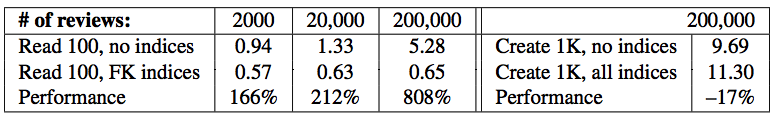 # of reviews: 2000 20,000 200,000 200,000
Read 100, no indices 0.94 1.33 5.28 Create 1K, no indices 9.69
Read 100, FK indices 0.57 0.63 0.65 Create 1K, all indices 11.30
Performance 166% 212% 808% Performance –17%